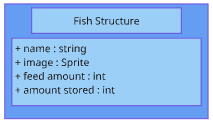 Fish Structure
+ name : string
+ image : Sprite
+ feed amount : int
+ amount stored : int